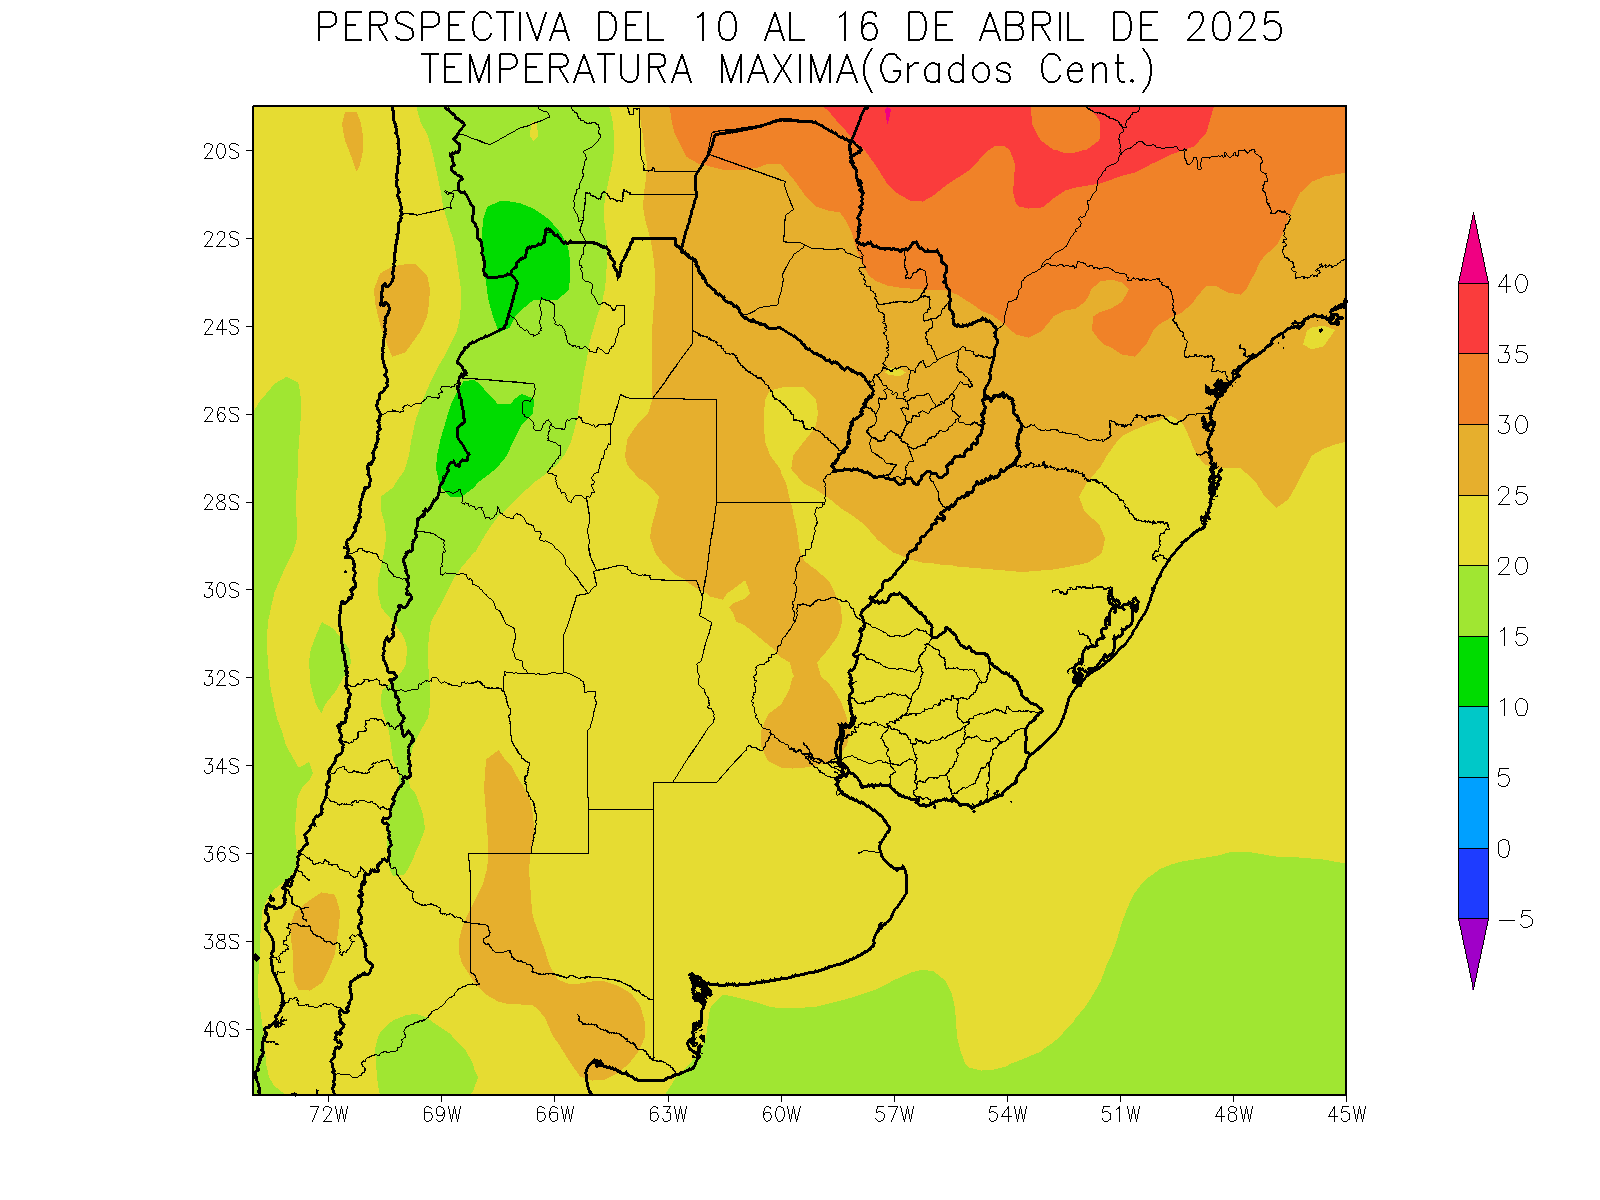 PERSPECTIVA DEL 10 AL 16 DE ABRIL DE 2025
TEMPERATURA MAXIMA(Grados Cent.)
20S
22S
24S
26S
28S
30S
32S
34S
36S
38S
40S
72W 69W 66W 63W 60W 57W 54W 51W 48W 45W
40
35
30
25
20
15
10
5
0
−5